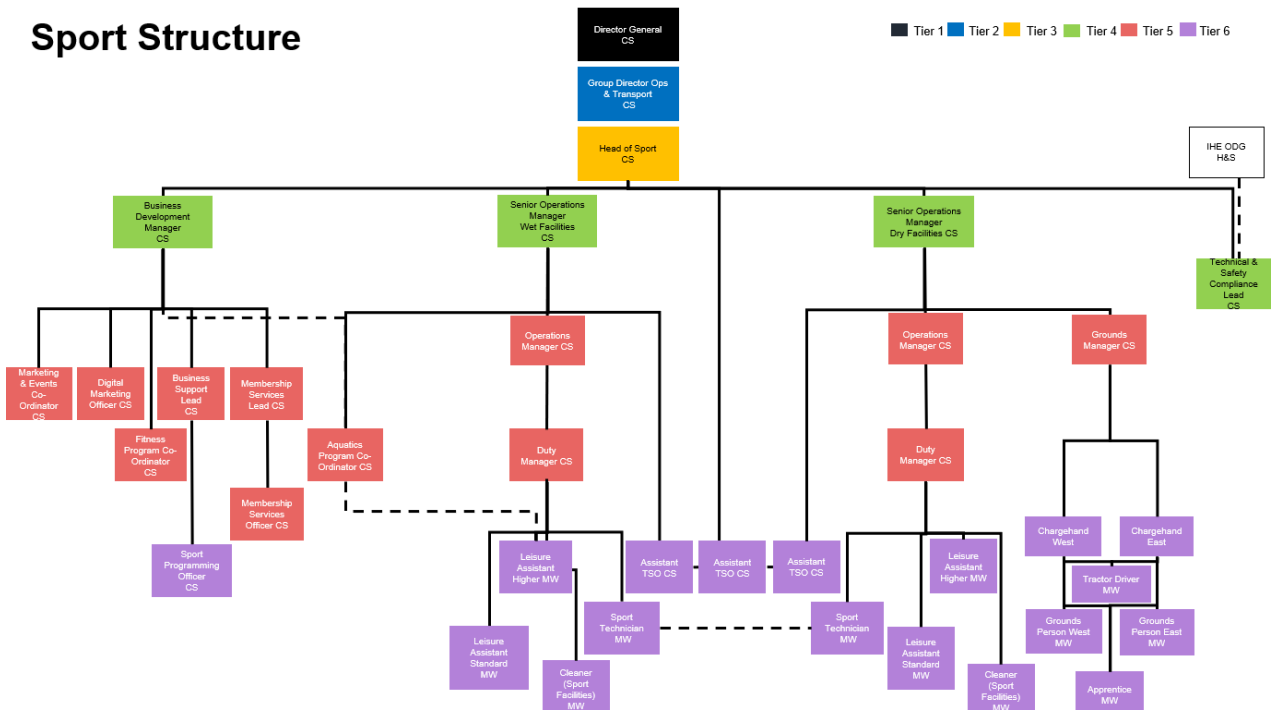 Sport Structure
Director General
CS
Tier 1 Tier 2 Tier 3 Tier 4 Tier 5 Tier 6
Group Director Ops
& Transport
CS
Head of Sport
CS
IHE ODG
H&S
Business
Development
Manager
CS
Senior Operations
Manager
Wet Facilities
CS
Senior Operations
Manager
Dry Facilities CS
Technical &
Safety
Compliance
Lead
CS
Operations
Manager CS
Operations
Manager CS
Grounds
Manager CS
Marketing
& Events
Co-
Ordinator
CS
Digital
Marketing
Officer CS
Business
Support
Lead
CS
Membership
Services
Lead CS
Fitness
Program Co-
Ordinator
CS
Aquatics
Program Co-
Ordinator CS
Duty
Manager CS
Duty
Manager CS
Membership
Services
Officer CS
Chargehand
West
Chargehand
East
Sport
Programming
Officer
CS
Leisure
Assistant
Higher MW
Assistant
TSO CS
Assistant
TSO CS
Assistant
TSO CS
Leisure
Assistant
Higher MW
Tractor Driver
MW
Sport
Technician
MW
Sport
Technician
MW
Grounds
Person West
MW
Grounds
Person East
MW
Leisure
Assistant
Standard
MW
Leisure
Assistant
Standard
MW
Cleaner
(Sport
Facilities)
MW
Cleaner
(Sport
Facilities)
MW
Apprentice
MW